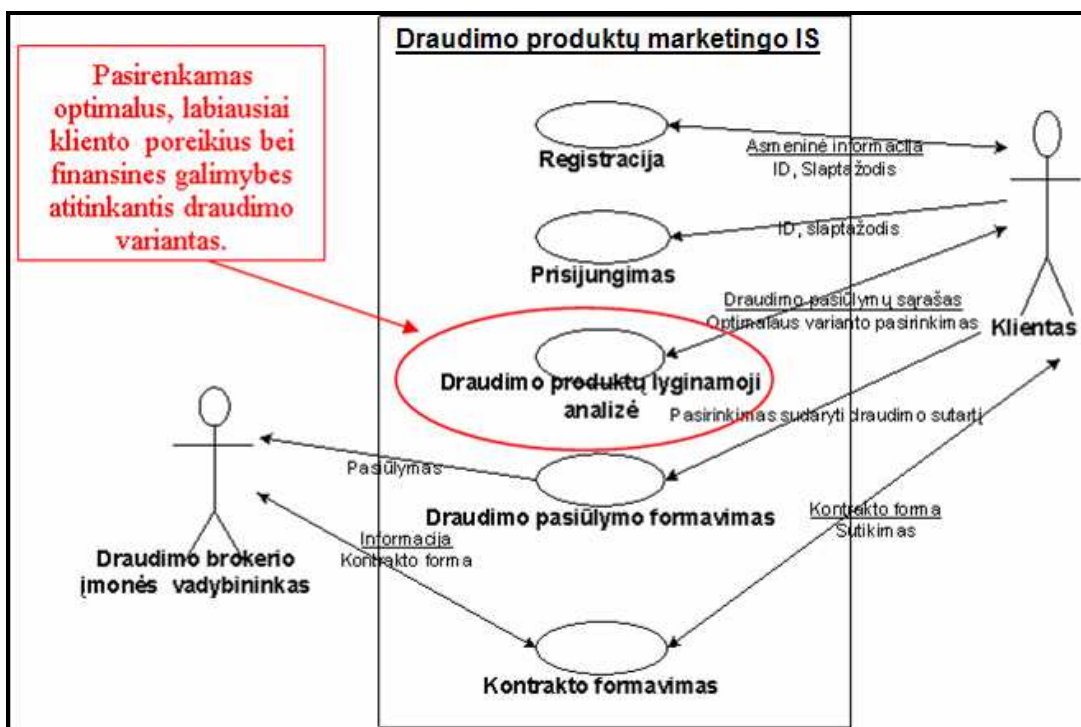 Draudimo produktų marketingo IS
Pasirenkamas
optimalus, labiausiai
kliento poreikius bei
finansines galimybes
atitinkantis draudimo
variantas.
Registracija
Asmeninė informacija
ID, Slaptažodis
Prisijungimas
ID, slaptažodis
Draudimo pasiūlymų sąrašas
Optimalaus varianto pasirinkimas
Klientas
Draudimo produktų lyginamoji
analizė
Pasirinkimas sudaryti draudimo sutartį
Pasiūlymas
Draudimo pasiūlymo formavimas
Kontrakto forma
Sutikimas
Informacija
Kontrakto forma
Draudimo brokerio
įmonės vadybininkas
Kontrakto formavimas